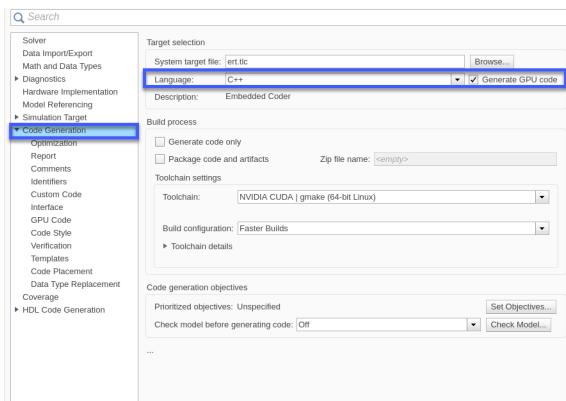 Search
Solver
Data Import/Export
Math and Data Types
Diagnostics
Hardware Implementation
Model Referencing
Simulation Target
Code Generation
Optimization
Report
Comments
Identifiers
Custom Code
Interface
GPU Code
Code Style
Verification
Templates
Code Placement
Data Type Replacement
Coverage
HDL Code Generation
Target selection
System target file: ert.tlc Browse...
Language: C++ Generate GPU code
Description: Embedded Coder
Build process
Generate code only
Package code and artifacts Zip file name: <empty>
Toolchain settings
Toolchain: NVIDIA CUDA | gmake (64-bit Linux)
Build configuration: Faster Builds
Toolchain details
Code generation objectives
Prioritized objectives: Unspecified Set Objectives...
Check model before generating code: Off Check Model...
...